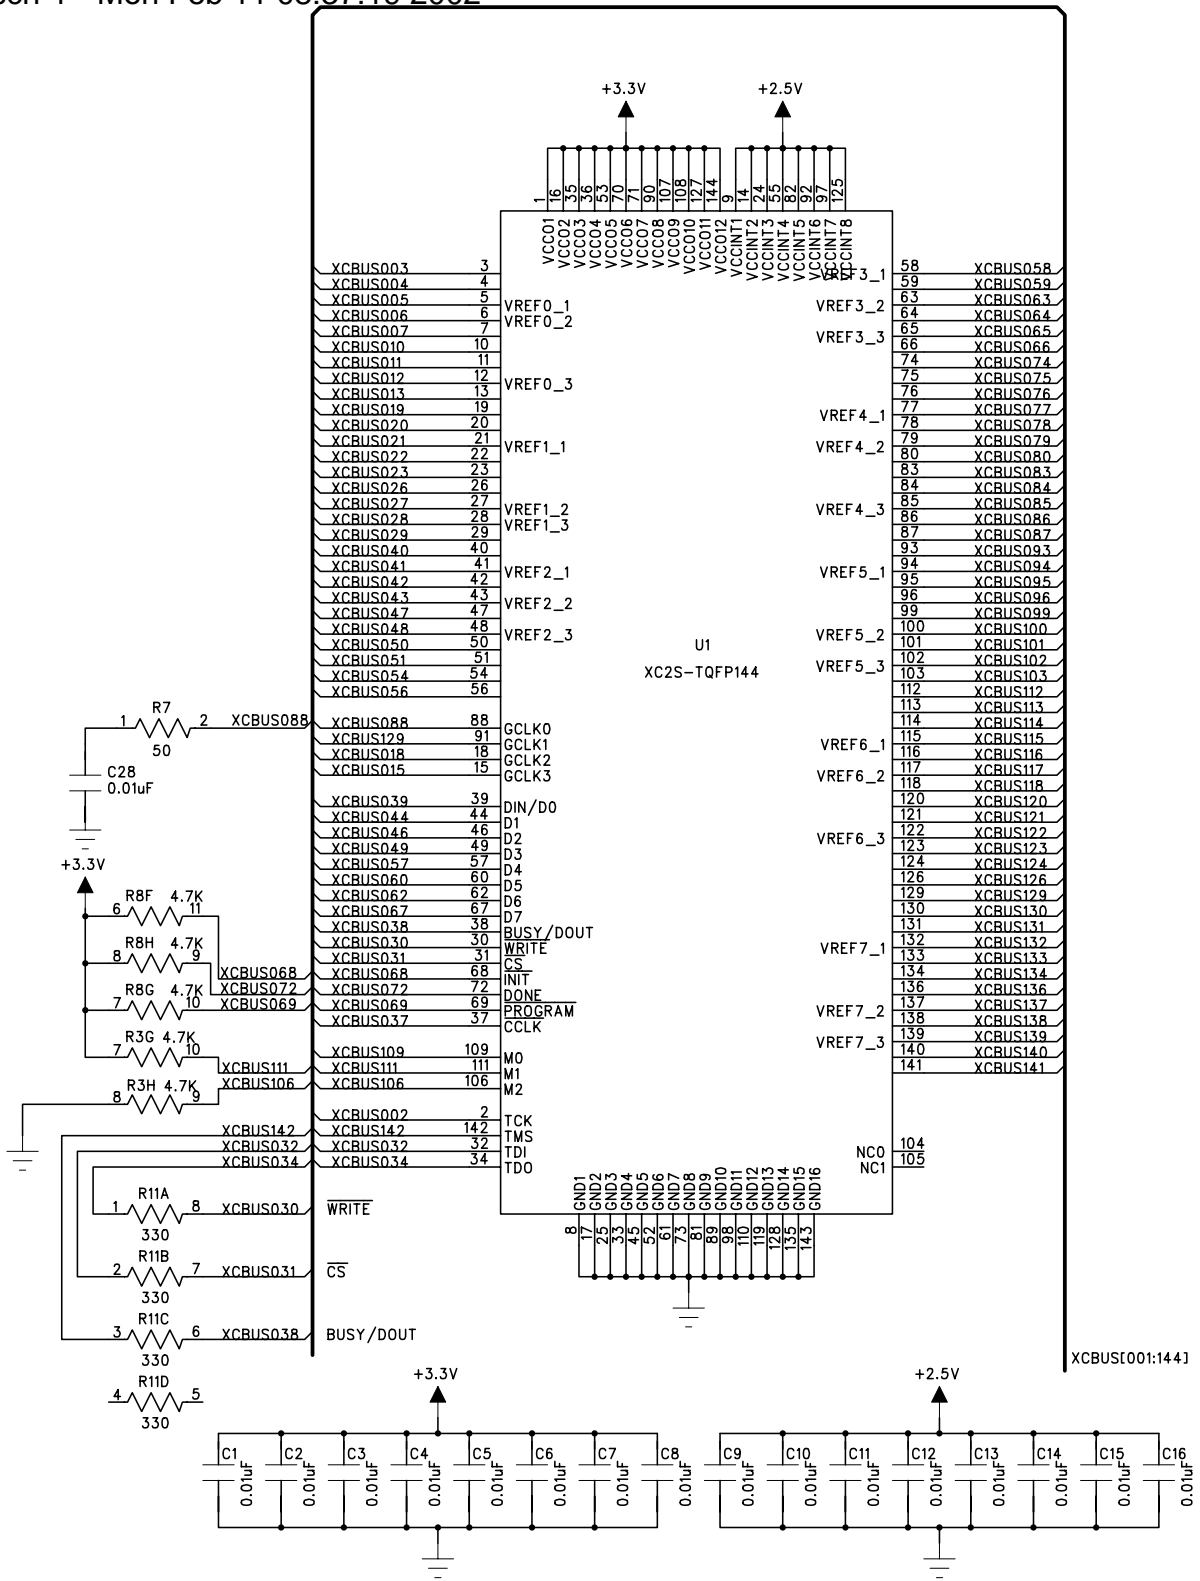 Mon Feb 11
2002
+3.3V
+2.5V
1 16 35 36 53 70 71 90 107 108 127 144 9 14 24 55 82 92 97 125
VCCO1 VCCO2 VCCO3 VCCO4 VCCO5 VCCO6 VCCO7 VCCO8 VCCO9 VCCO10 VCCO11 VCCO12 VCCINT1 VCCINT2 VCCINT3 VCCINT4 VCCINT5 VCCINT6 VCCINT7 VCCINT8
XCBUS003 3
XCBUS004 4
XCBUS005 5 VREF0_1
XCBUS006 6 VREF0_2
XCBUS007 7
XCBUS010 10
XCBUS011 11
XCBUS012 12 VREF0_3
XCBUS013 13
XCBUS019 19
XCBUS020 20
XCBUS021 21 VREF1_1
XCBUS022 22
XCBUS023 23
XCBUS026 26
XCBUS027 27 VREF1_2
XCBUS028 28 VREF1_3
XCBUS029 29
XCBUS040 40
XCBUS041 41 VREF2_1
XCBUS042 42
XCBUS043 43 VREF2_2
XCBUS047 47
XCBUS048 48 VREF2_3
XCBUS050 50
XCBUS051 51
XCBUS054 54
XCBUS056 56
U1
XC2S-TQFP144
R7
1 2 XCBUS088
50
C28
0.01uF
XCBUS088 88 GCLK0
XCBUS129 91 GCLK1
XCBUS018 18 GCLK2
XCBUS015 15 GCLK3
XCBUS039 39 DIN/D0
XCBUS044 44 D1
XCBUS046 46 D2
XCBUS049 49 D3
XCBUS057 57 D4
XCBUS060 60 D5
XCBUS062 62 D6
XCBUS067 67 D7
XCBUS038 38 BUSY/DOUT
XCBUS030 30 WRITE
XCBUS031 31 CS
XCBUS068 68 INIT
XCBUS072 72 DONE
XCBUS069 69 PROGRAM
XCBUS037 37 CCLK
XCBUS109 109 M0
XCBUS111 111 M1
XCBUS106 106 M2
XCBUS002 2 TCK
XCBUS142 142 TMS
XCBUS032 32 TDI
XCBUS034 34 TDO
+3.3V
R8F 4.7K
6 11
R8H 4.7K
8 9
XCBUS068
XCBUS072
R8G 4.7K
7 10 XCBUS069
R3G 4.7K
7 10
XCBUS111
XCBUS106
R3H 4.7K
8 9
XCBUS142
XCBUS032
XCBUS034
R11A
1 8 XCBUS030 WRITE
330
R11B
2 7 XCBUS031 CS
330
R11C
3 6 XCBUS038 BUSY/DOUT
330
R11D
4 5
330
VREF3_1 58 XCBUS058
59 XCBUS059
VREF3_2 63 XCBUS063
64 XCBUS064
VREF3_3 65 XCBUS065
66 XCBUS066
74 XCBUS074
75 XCBUS075
76 XCBUS076
VREF4_1 77 XCBUS077
78 XCBUS078
VREF4_2 79 XCBUS079
80 XCBUS080
83 XCBUS083
84 XCBUS084
VREF4_3 85 XCBUS085
86 XCBUS086
87 XCBUS087
93 XCBUS093
VREF5_1 94 XCBUS094
95 XCBUS095
96 XCBUS096
99 XCBUS099
VREF5_2 100 XCBUS100
101 XCBUS101
VREF5_3 102 XCBUS102
103 XCBUS103
112 XCBUS112
113 XCBUS113
114 XCBUS114
VREF6_1 115 XCBUS115
116 XCBUS116
VREF6_2 117 XCBUS117
118 XCBUS118
120 XCBUS120
121 XCBUS121
VREF6_3 122 XCBUS122
123 XCBUS123
124 XCBUS124
126 XCBUS126
129 XCBUS129
130 XCBUS130
131 XCBUS131
VREF7_1 132 XCBUS132
133 XCBUS133
134 XCBUS134
136 XCBUS136
VREF7_2 137 XCBUS137
138 XCBUS138
VREF7_3 139 XCBUS139
140 XCBUS140
141 XCBUS141
NC0 104
NC1 105
GND1 GND2 GND3 GND4 GND5 GND6 GND7 GND8 GND9 GND10 GND11 GND12 GND13 GND14 GND15 GND16
8 17 25 33 45 52 61 73 81 89 98 110 119 128 135 143
XCBUS[001:144]
+3.3V
+2.5V
C1 C2 C3 C4 C5 C6 C7 C8 C9 C10 C11 C12 C13 C14 C15 C16
0.01uF 0.01uF 0.01uF 0.01uF 0.01uF 0.01uF 0.01uF 0.01uF 0.01uF 0.01uF 0.01uF 0.01uF 0.01uF 0.01uF 0.01uF 0.01uF